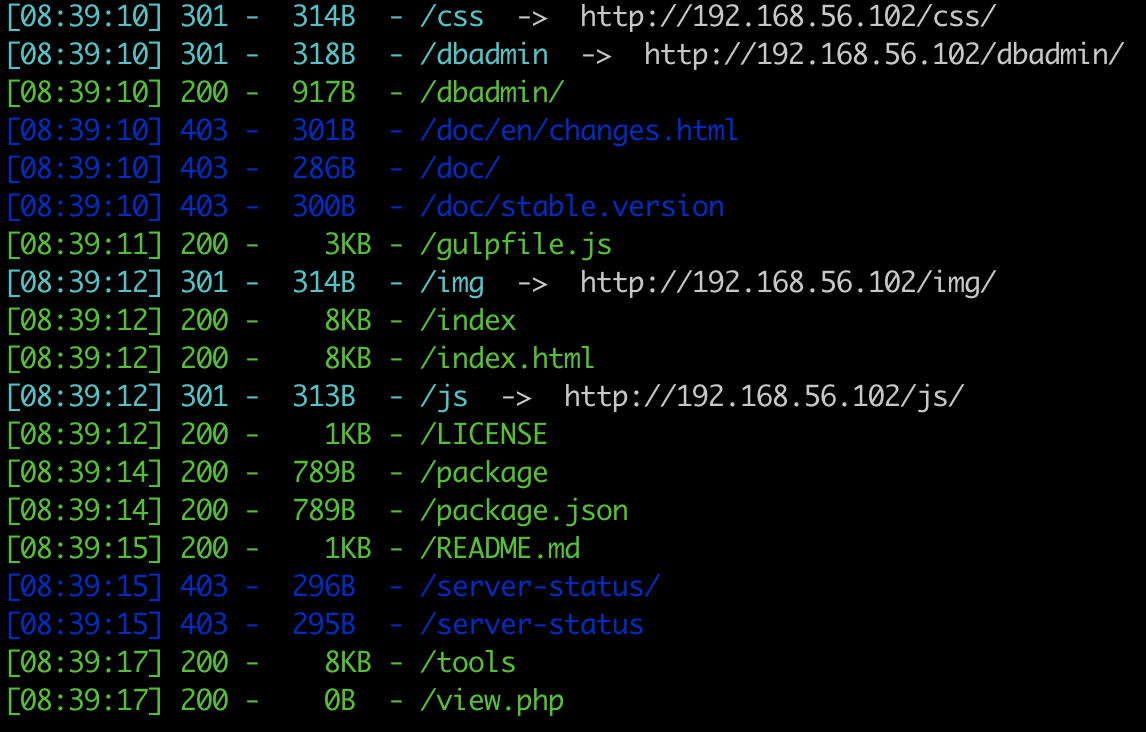 [08:39:10] 301 -  314B  - /css  ->  http://192.168.56.102/css/
[08:39:10] 301 -  318B  - /dbadmin  ->  http://192.168.56.102/dbadmin/
[08:39:10] 200 -  917B  - /dbadmin/
[08:39:10] 403 -  301B  - /doc/en/changes.html
[08:39:10] 403 -  286B  - /doc/
[08:39:10] 403 -  300B  - /doc/stable.version
[08:39:11] 200 -    3KB - /gulpfile.js
[08:39:12] 301 -  314B  - /img  ->  http://192.168.56.102/img/
[08:39:12] 200 -    8KB - /index
[08:39:12] 200 -    8KB - /index.html
[08:39:12] 301 -  313B  - /js  ->  http://192.168.56.102/js/
[08:39:12] 200 -    1KB - /LICENSE
[08:39:14] 200 -  789B  - /package
[08:39:14] 200 -  789B  - /package.json
[08:39:15] 200 -    1KB - /README.md
[08:39:15] 403 -  296B  - /server-status/
[08:39:15] 403 -  295B  - /server-status
[08:39:17] 200 -    8KB - /tools
[08:39:17] 200 -    0B  - /view.php